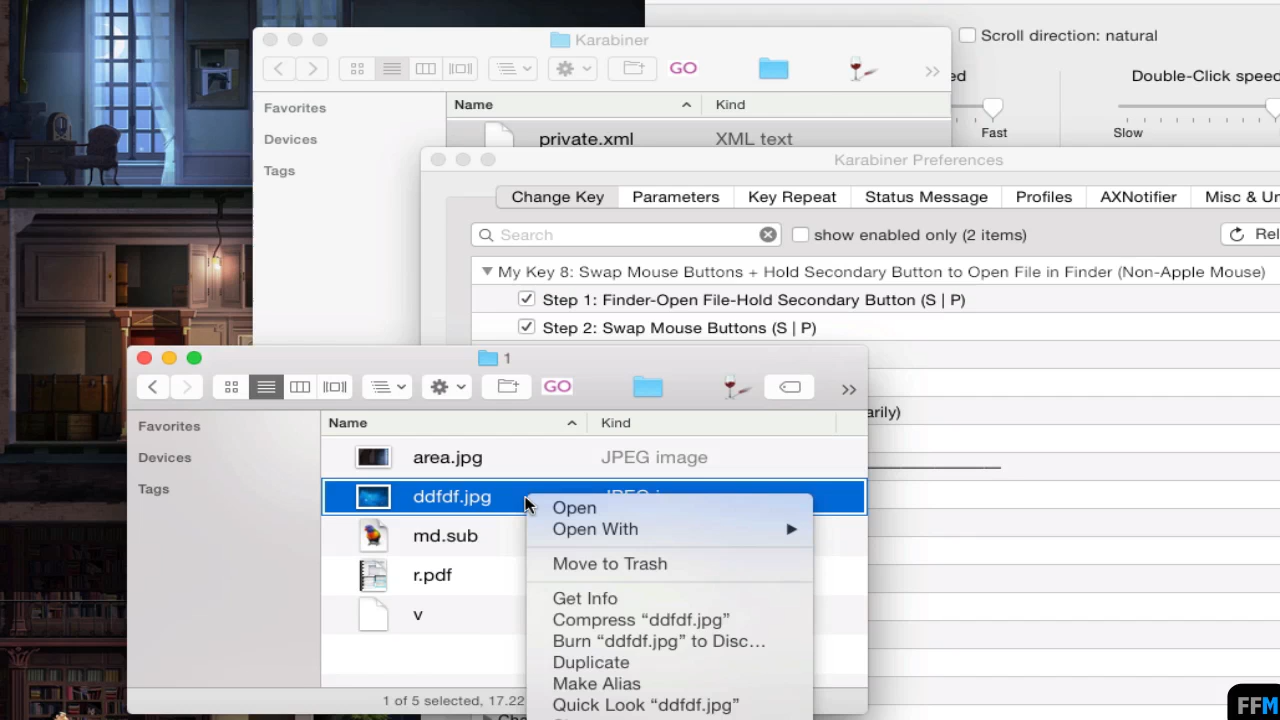 Scroll direction: natural
Karabiner
GO
ed
Double-Click speed
Favorites
Name
Kind
Fast
Slow
Devices
private.xml
XML text
Tags
Karabiner Preferences
Change Key
Parameters
Key Repeat
Status Message
Profiles
AXNotifier
Misc & Un
Search
show enabled only (2 items)
Rel
My Key 8: Swap Mouse Buttons + Hold Secondary Button to Open File in Finder (Non-Apple Mouse)
Step 1: Finder-Open File-Hold Secondary Button (S | P)
Step 2: Swap Mouse Buttons (S | P)
1
GO
arily)
Favorites
Name
Kind
Devices
area.jpg
JPEG image
Tags
ddfdf.jpg
md.sub
r.pdf
v
1 of 5 selected, 17.22
Open
Open With
Move to Trash
Get Info
Compress “ddfdf.jpg”
Burn “ddfdf.jpg” to Disc…
Duplicate
Make Alias
Quick Look “ddfdf.jpg”
FFM